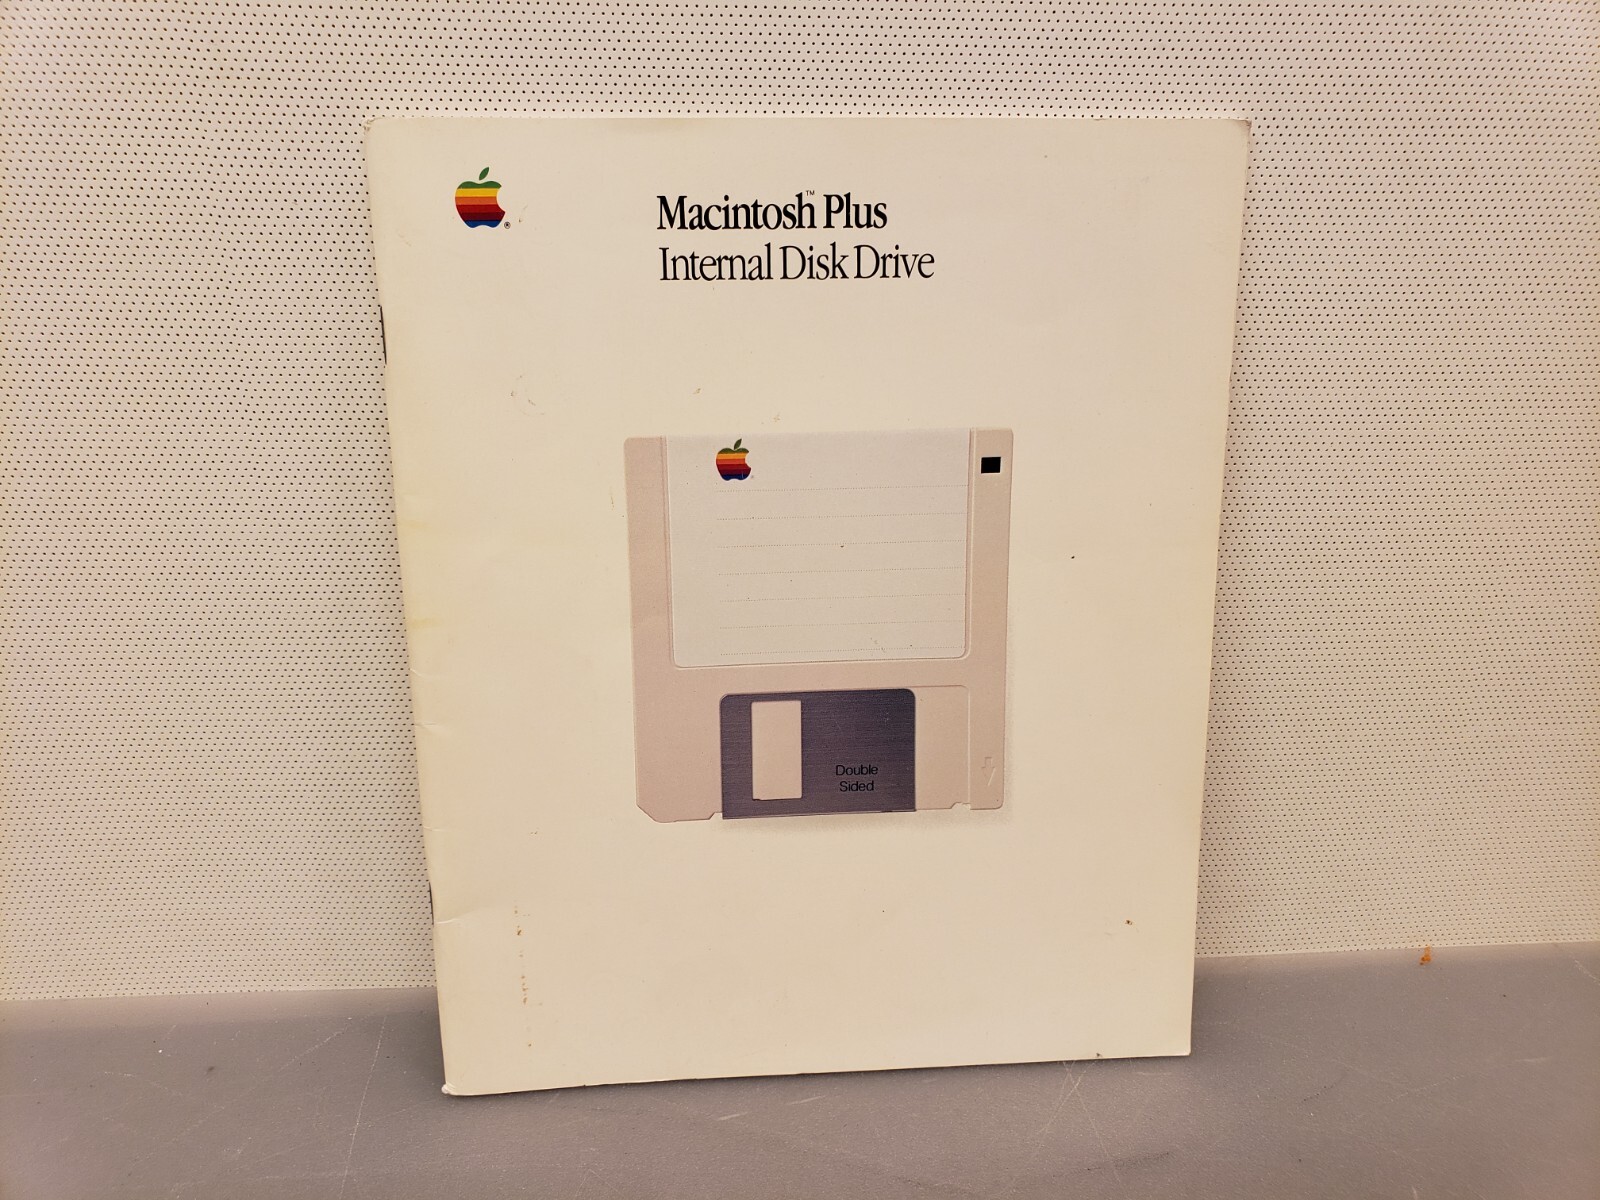 Macintosh™ Plus
Internal Disk Drive
Double
Sided